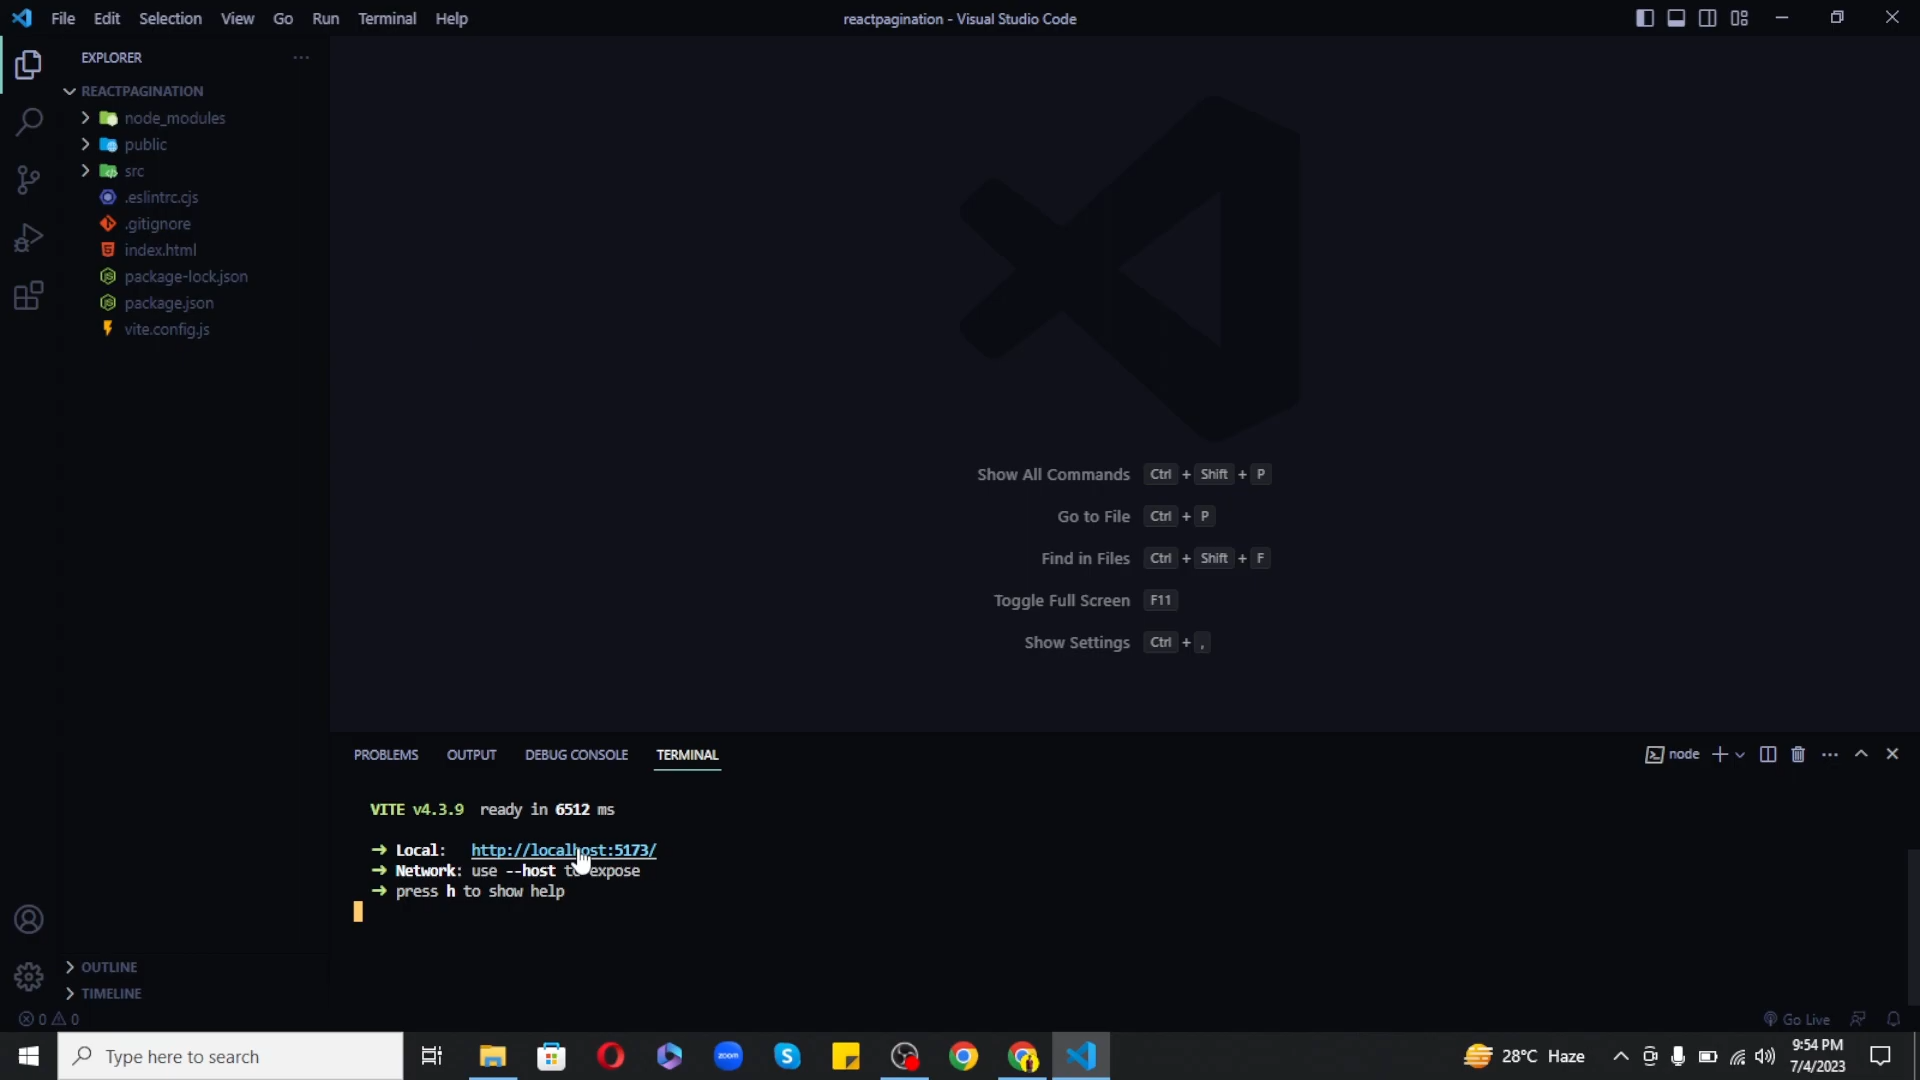 File Edit Selection View Go Run Terminal Help
reactpagination - Visual Studio Code
EXPLORER
REACTPAGINATION
node_modules
public
src
.eslintrc.cjs
.gitignore
index.html
package-lock.json
package.json
vite.config.js
Show All Commands Ctrl + Shift + P
Go to File Ctrl + P
Find in Files Ctrl + Shift + F
Toggle Full Screen F11
Show Settings Ctrl + ,
PROBLEMS OUTPUT DEBUG CONSOLE TERMINAL
node
VITE v4.3.9 ready in 6512 ms
➜ Local: http://localhost:5173/
➜ Network: use --host to expose
➜ press h to show help
OUTLINE
TIMELINE
0 0
Go Live
Type here to search
zoom
28°C Haze
9:54 PM
7/4/2023